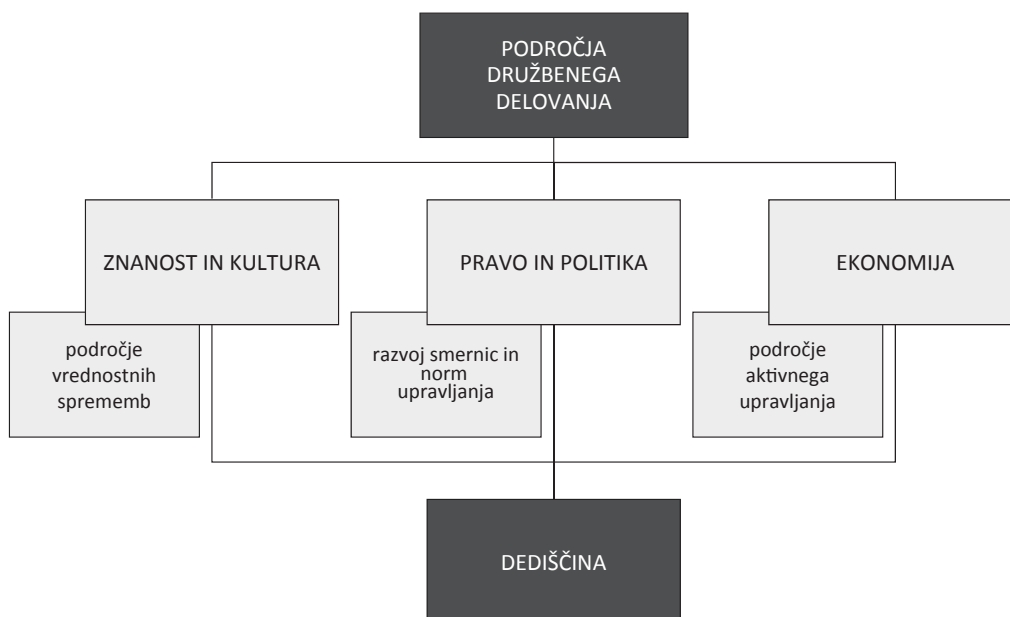 PODROČJA
DRUŽBENEGA
DELOVANJA
ZNANOST IN KULTURA
PRAVO IN POLITIKA
EKONOMIJA
področje
vrednostnih
sprememb
razvoj smernic in
norm
upravljanja
področje
aktivnega
upravljanja
DEDIŠČINA